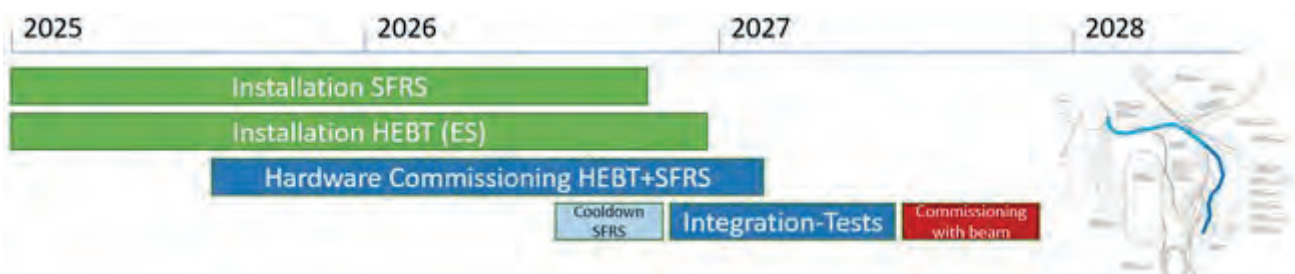 2025 2026 2027 2028
Installation SFRS
Installation HEBT (ES)
Hardware Commissioning HEBT+SFRS
Cooldown
SFRS
Integration-Tests
Commissioning
with beam